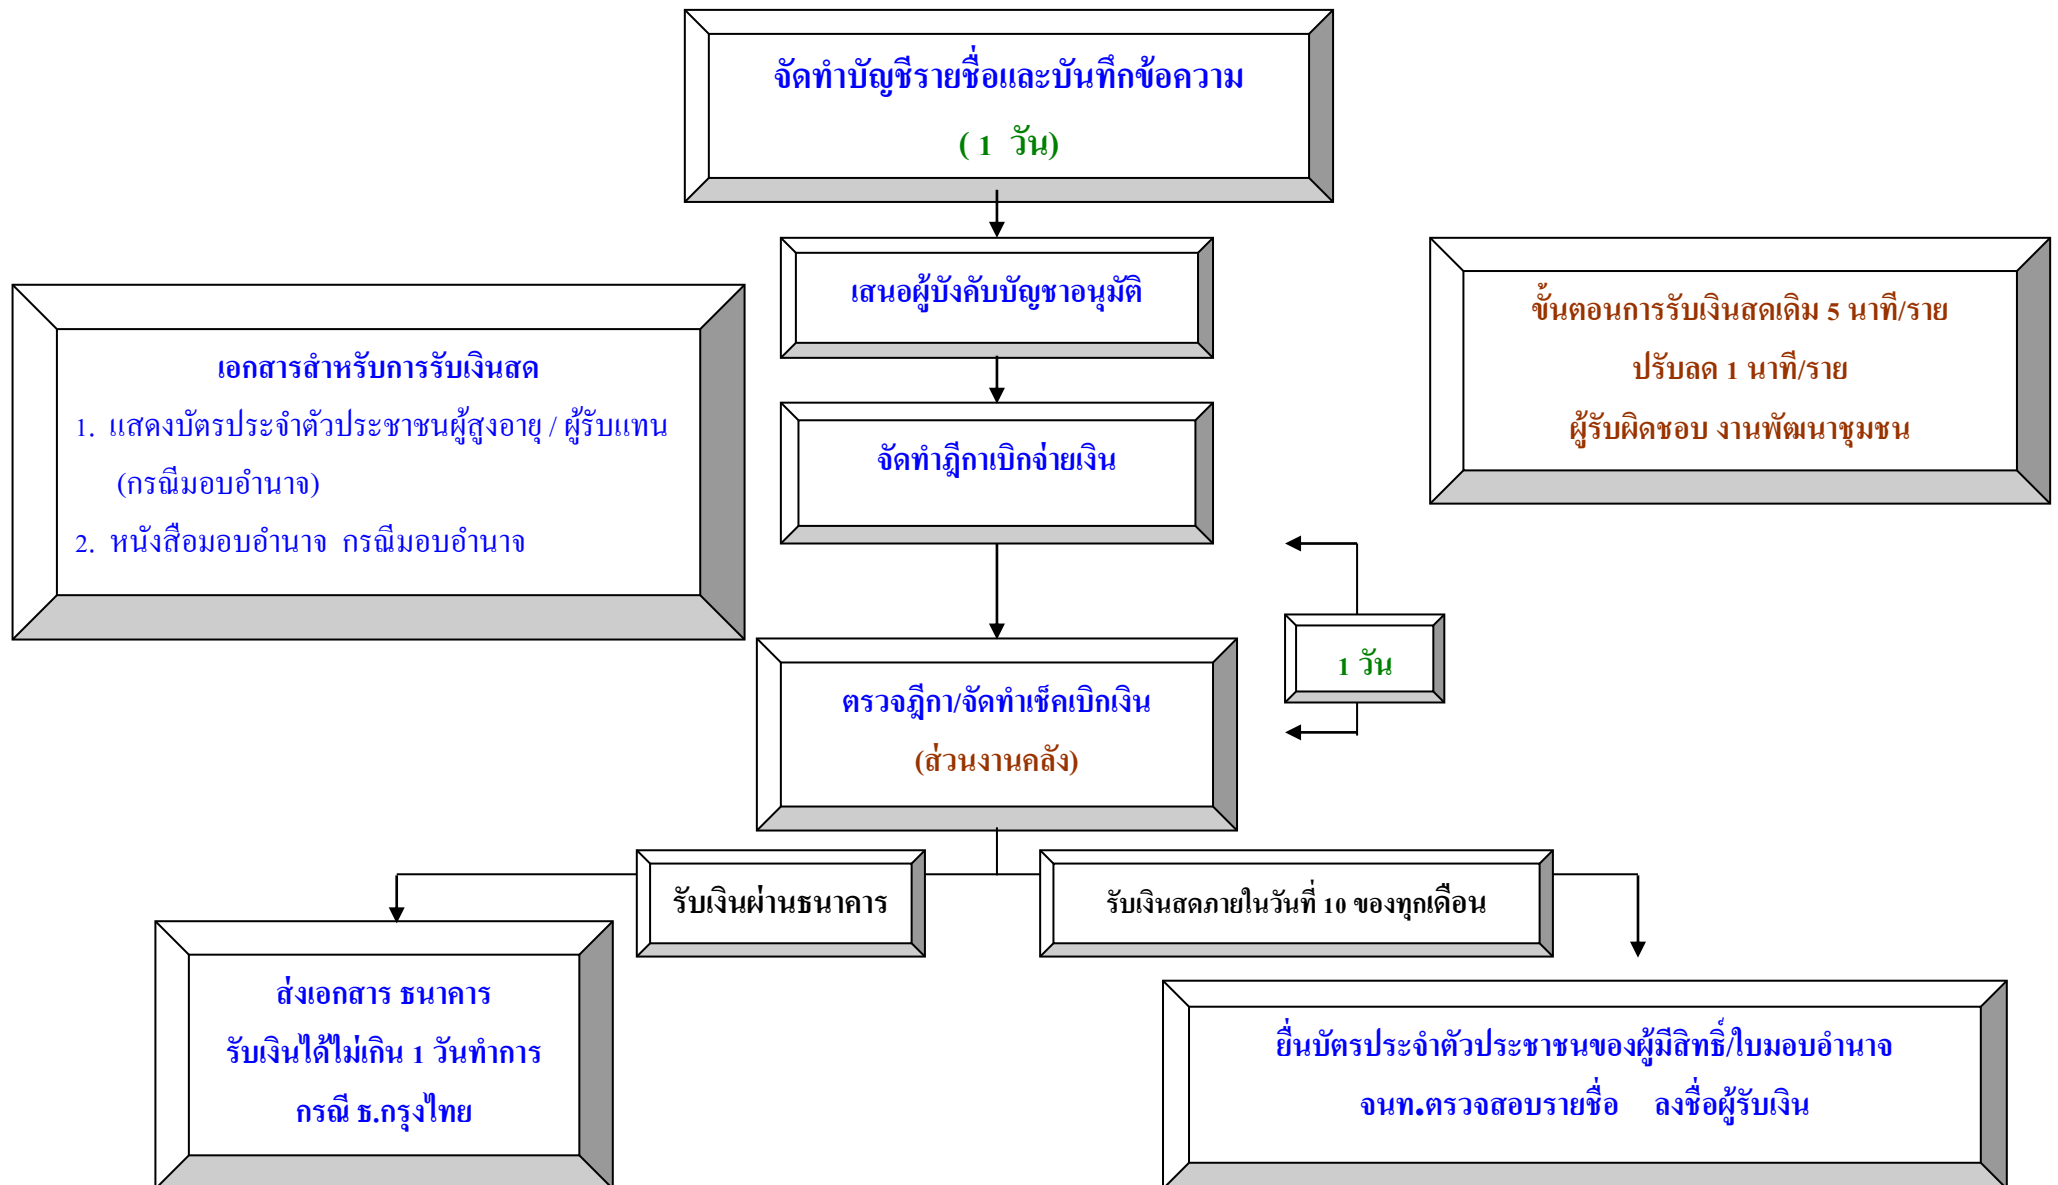 จัดทำบัญชีรายชื่อและบันทึกข้อความ
( 1 วัน)
เสนอผู้บังคับบัญชาอนุมัติ
ขั้นตอนการรับเงินสดเดิม 5 นาที/ราย
ปรับลด 1 นาที/ราย
ผู้รับผิดชอบ งานพัฒนาชุมชน
เอกสารสำหรับการรับเงินสด
1. แสดงบัตรประจำตัวประชาชนผู้สูงอายุ / ผู้รับแทน
(กรณีมอบอำนาจ)
2. หนังสือมอบอำนาจ กรณีมอบอำนาจ
จัดทำฎีกาเบิกจ่ายเงิน
1 วัน
ตรวจฎีกา/จัดทำเช็คเบิกเงิน
(ส่วนงานคลัง)
รับเงินผ่านธนาคาร
รับเงินสดภายในวันที่ 10 ของทุกเดือน
ส่งเอกสาร ธนาคาร
รับเงินได้ไม่เกิน 1 วันทำการ
กรณี ธ.กรุงไทย
ยื่นบัตรประจำตัวประชาชนของผู้มีสิทธิ์/ใบมอบอำนาจ
จนท.ตรวจสอบรายชื่อ ลงชื่อผู้รับเงิน